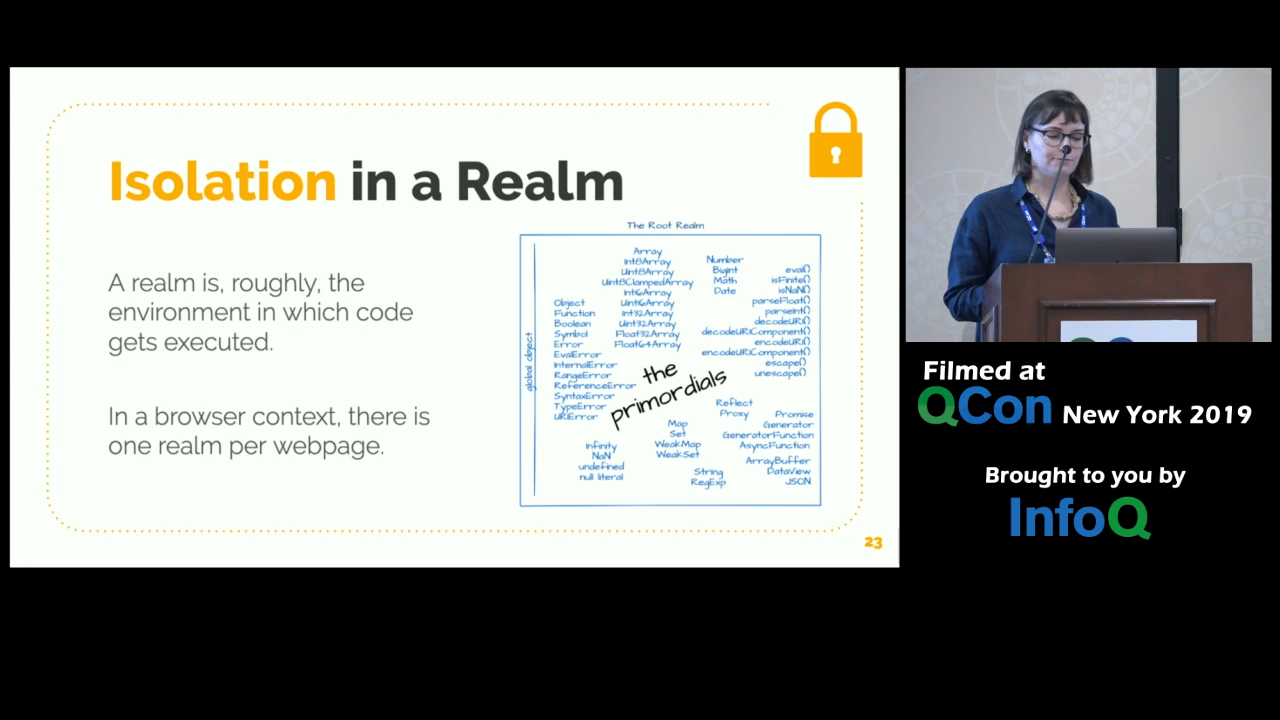 Isolation in a Realm
A realm is, roughly, the
environment in which code
gets executed.
In a browser context, there is
one realm per webpage.
The Root Realm
global object
Object
Function
Boolean
Symbol
Error
EvalError
InternalError
RangeError
ReferenceError
SyntaxError
TypeError
URIError
Array
Int8Array
Uint8Array
Uint8ClampedArray
Int16Array
Uint16Array
Int32Array
Uint32Array
Float32Array
Float64Array
Number
BigInt
Math
Date
eval()
isFinite()
isNaN()
parseFloat()
parseInt()
decodeURI()
decodeURIComponent()
encodeURI()
encodeURIComponent()
escape()
unescape()
the
primordials
Infinity
NaN
undefined
null literal
Map
Set
WeakMap
WeakSet
Reflect
Proxy
Promise
Generator
GeneratorFunction
AsyncFunction
String
RegExp
ArrayBuffer
DataView
JSON
23
Filmed at
QCon New York 2019
Brought to you by
InfoQ